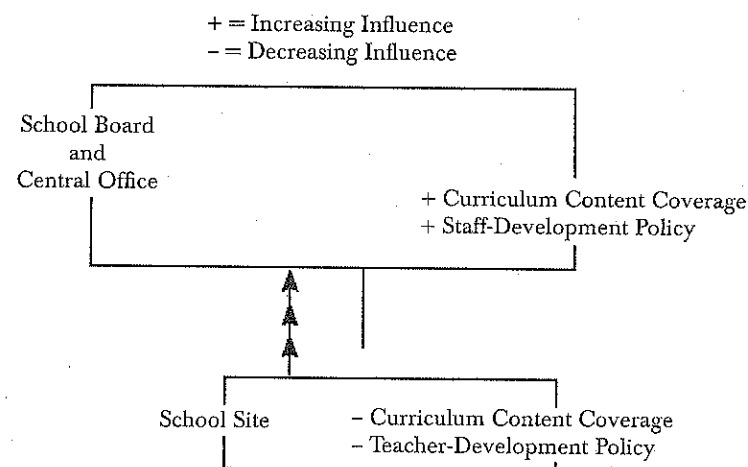 + = Increasing Influence
– = Decreasing Influence
School Board
and
Central Office
+ Curriculum Content Coverage
+ Staff-Development Policy
School Site
– Curriculum Content Coverage
– Teacher-Development Policy